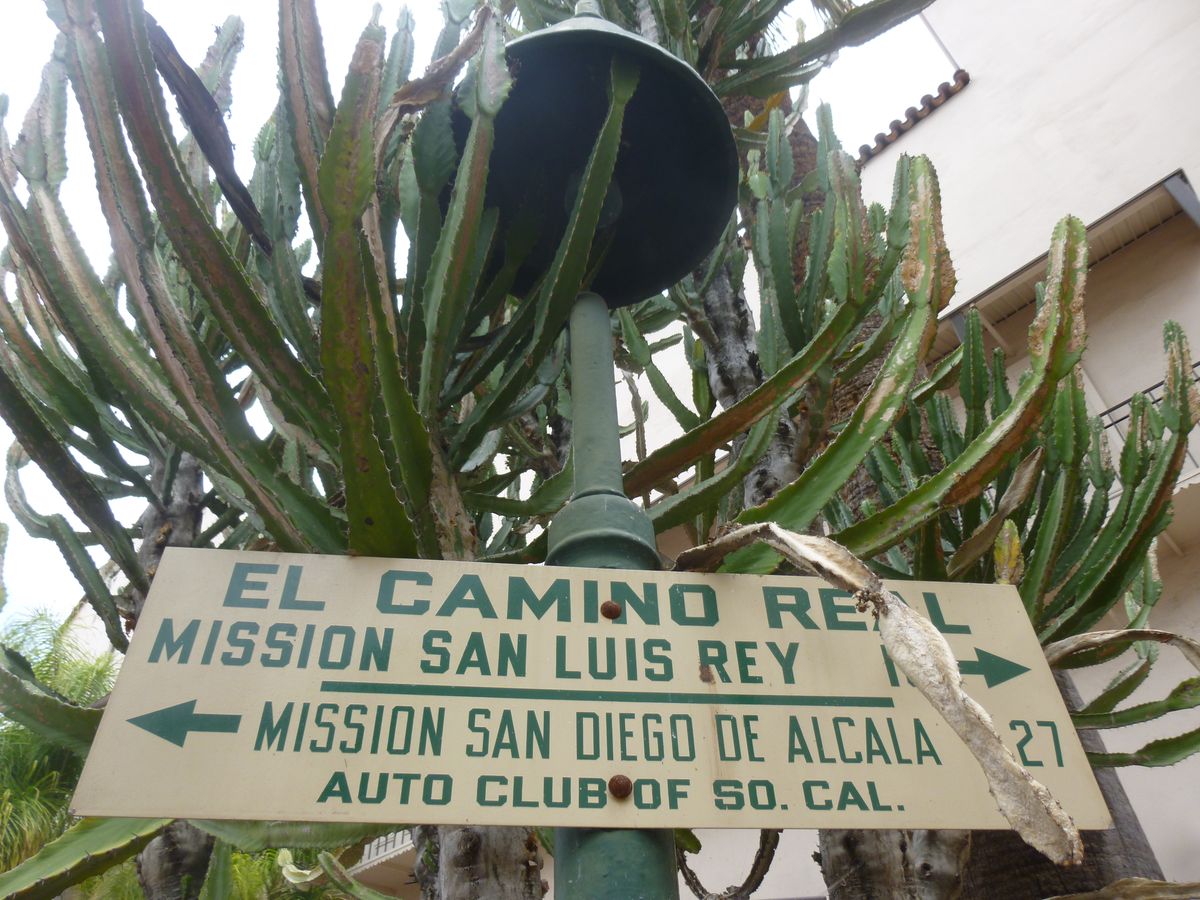 EL CAMINO REAL
MISSION SAN LUIS REY
MISSION SAN DIEGO DE ALCALA 27
AUTO CLUB OF SO. CAL.